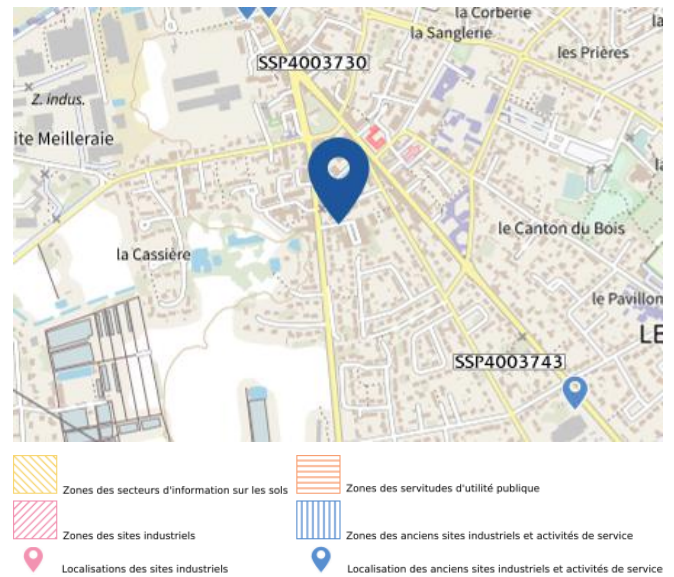 la Corberie
la Sanglerie
les Prières
SSP4003730
Z. indus.
ite Meilleraie
le Canton du Bois
la Cassière
le Pavillon
LE
SSP4003743
Zones des secteurs d'information sur les sols
Zones des servitudes d'utilité publique
Zones des sites industriels
Zones des anciens sites industriels et activités de service
Localisations des sites industriels
Localisation des anciens sites industriels et activités de service